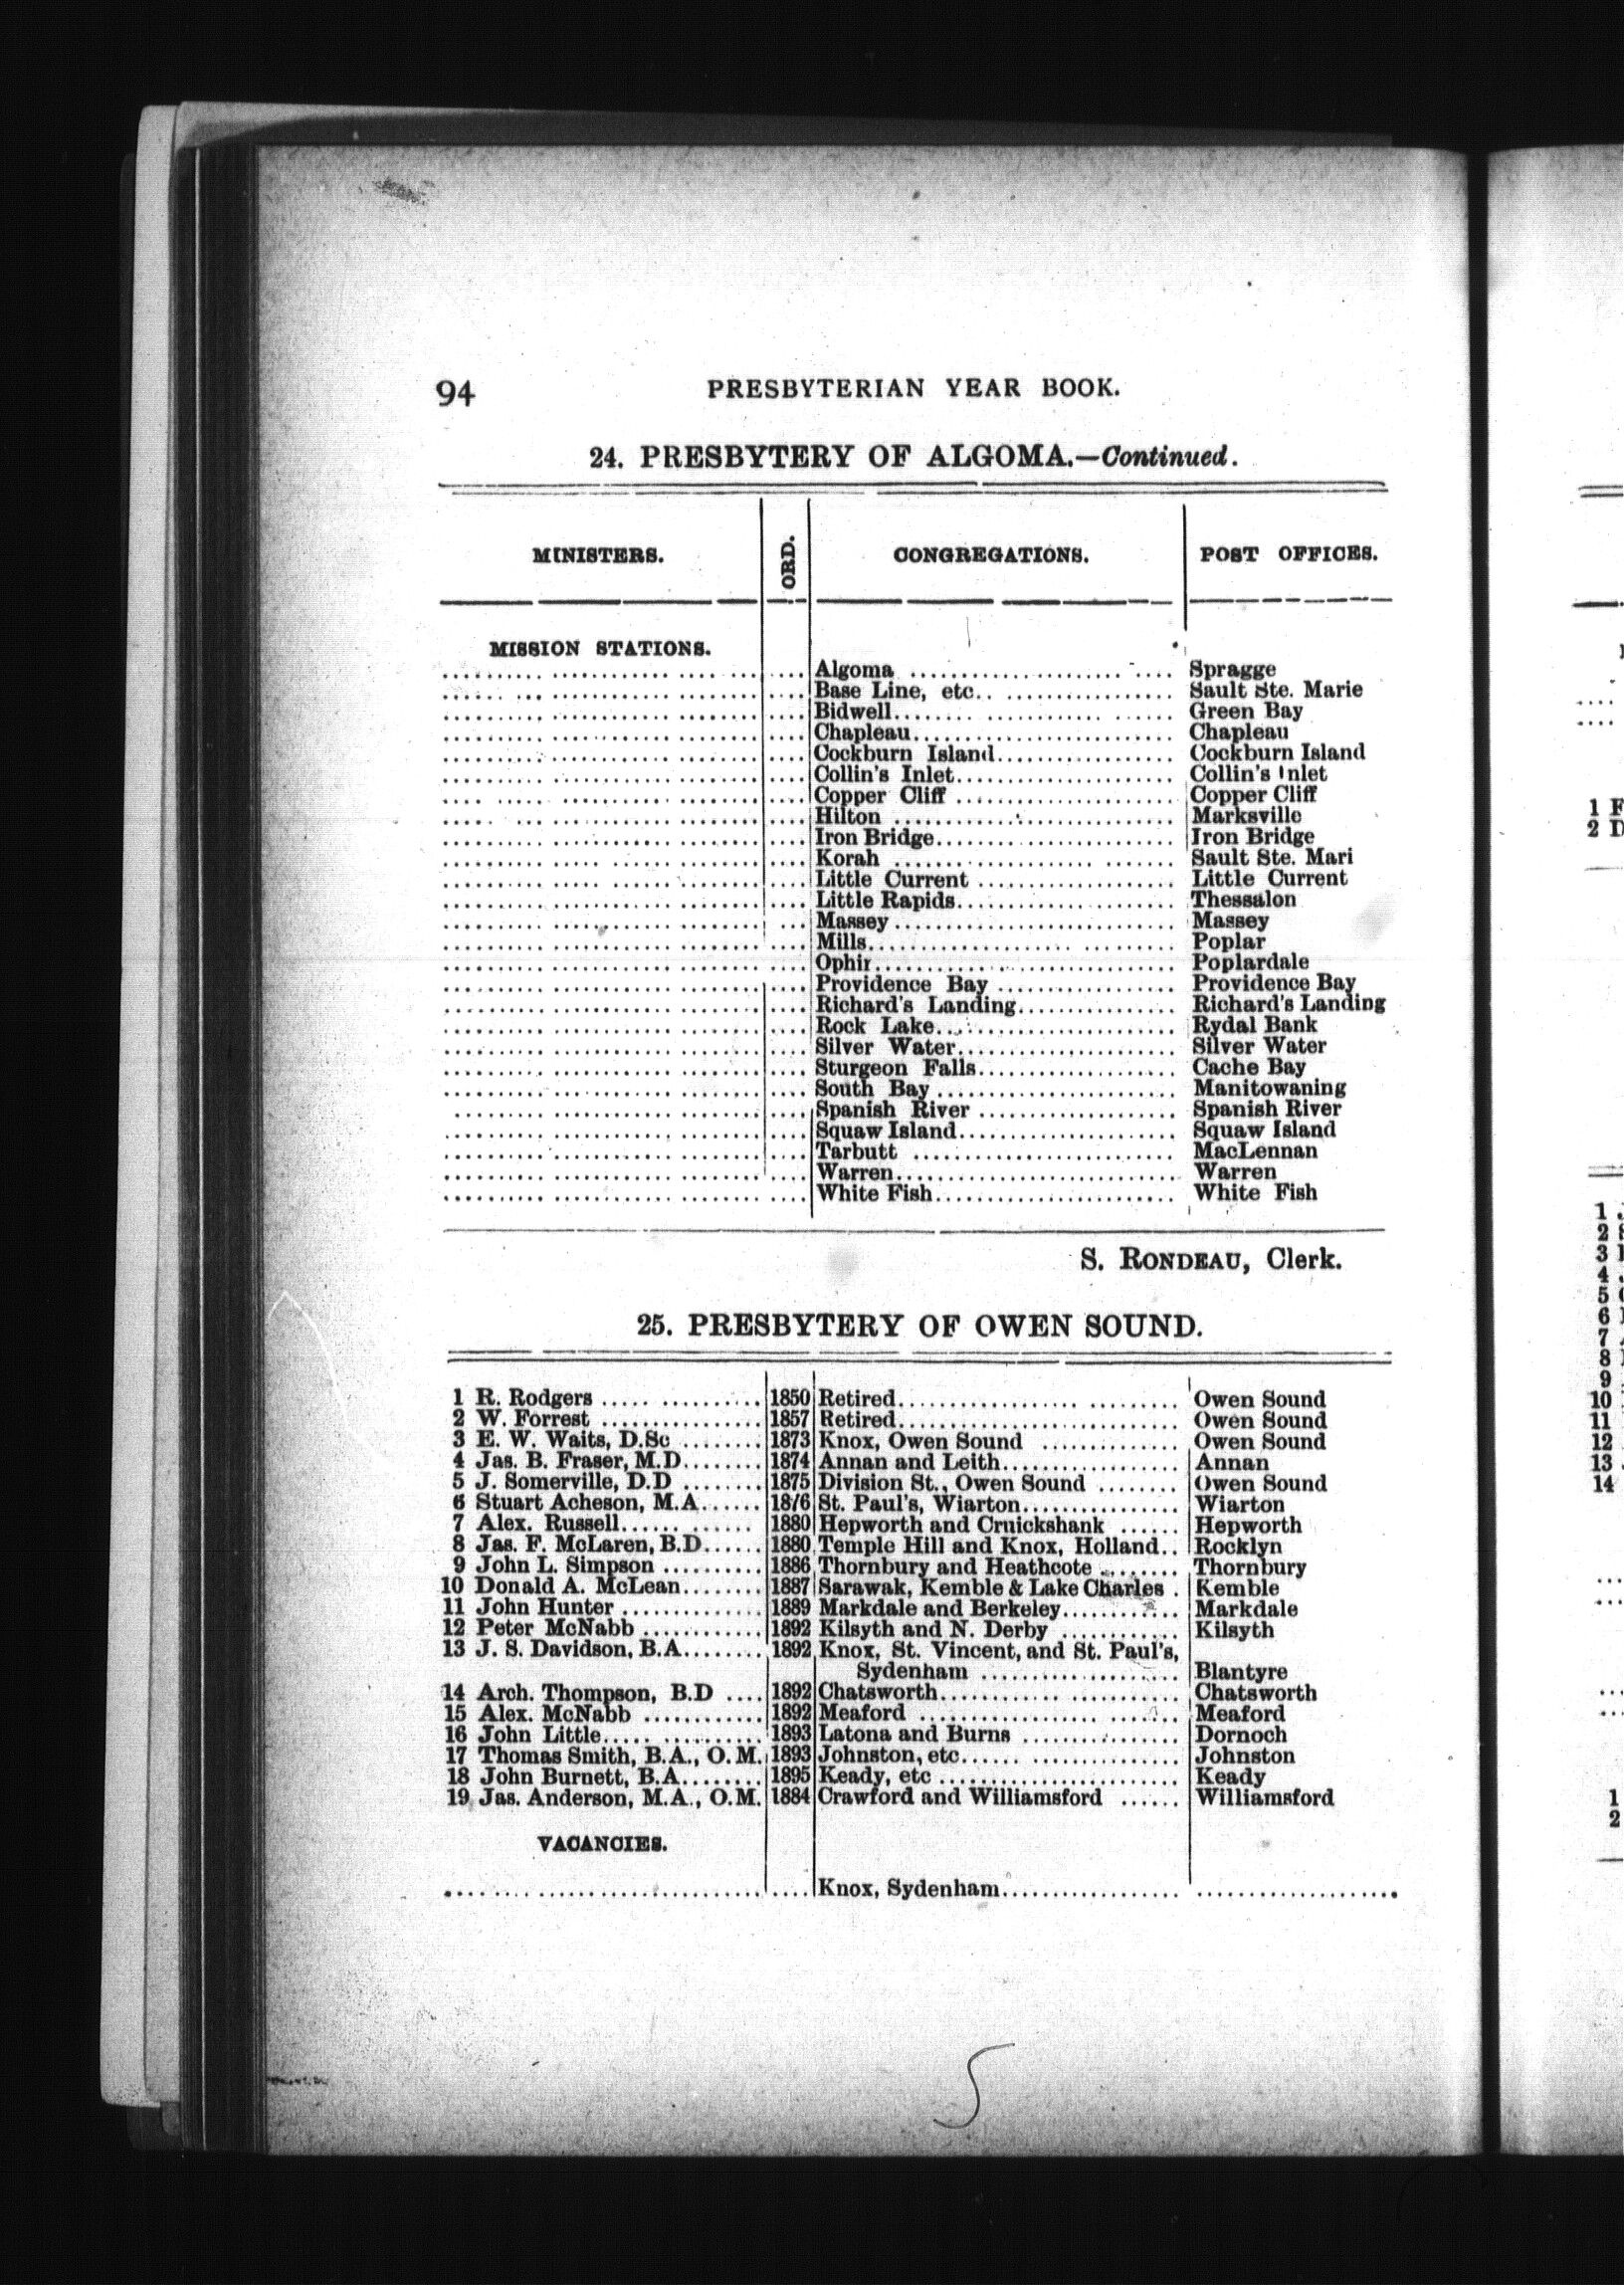 94
PRESBYTERIAN YEAR BOOK.
24. PRESBYTERY OF ALGOMA.—Continued.
MINISTERS. ORD. CONGREGATIONS. POST OFFICES.
MISSION STATIONS.
Algoma Spragge
Base Line, etc. Sault Ste. Marie
Bidwell Green Bay
Chapleau Chapleau
Cockburn Island Cockburn Island
Collin's Inlet Collin's Inlet
Copper Cliff Copper Cliff
Hilton Marksville
Iron Bridge Iron Bridge
Korah Sault Ste. Mari
Little Current Little Current
Little Rapids Thessalon
Massey Massey
Mills Poplar
Ophir Poplardale
Providence Bay Providence Bay
Richard's Landing Richard's Landing
Rock Lake Rydal Bank
Silver Water Silver Water
Sturgeon Falls Cache Bay
South Bay Manitowaning
Spanish River Spanish River
Squaw Island Squaw Island
Tarbutt MacLennan
Warren Warren
White Fish White Fish
S. RONDEAU, Clerk.
25. PRESBYTERY OF OWEN SOUND.
1 R. Rodgers 1850 Retired Owen Sound
2 W. Forrest 1857 Retired Owen Sound
3 E. W. Waits, D.Sc 1873 Knox, Owen Sound Owen Sound
4 Jas. B. Fraser, M.D. 1874 Annan and Leith Annan
5 J. Somerville, D.D 1875 Division St., Owen Sound Owen Sound
6 Stuart Acheson, M.A. 1876 St. Paul's, Wiarton Wiarton
7 Alex. Russell 1880 Hepworth and Cruickshank Hepworth
8 Jas. F. McLaren, B.D. 1880 Temple Hill and Knox, Holland Rocklyn
9 John L. Simpson 1886 Thornbury and Heathcote Thornbury
10 Donald A. McLean 1887 Sarawak, Kemble & Lake Charles Kemble
11 John Hunter 1889 Markdale and Berkeley Markdale
12 Peter McNabb 1892 Kilsyth and N. Derby Kilsyth
13 J. S. Davidson, B.A. 1892 Knox, St. Vincent, and St. Paul's,
Sydenham Blantyre
14 Arch. Thompson, B.D 1892 Chatsworth Chatsworth
15 Alex. McNabb 1892 Meaford Meaford
16 John Little 1893 Latona and Burns Dornoch
17 Thomas Smith, B.A., O.M. 1893 Johnston, etc. Johnston
18 John Burnett, B.A. 1895 Keady, etc Keady
19 Jas. Anderson, M.A., O.M. 1884 Crawford and Williamsford Williamsford
VACANCIES.
Knox, Sydenham